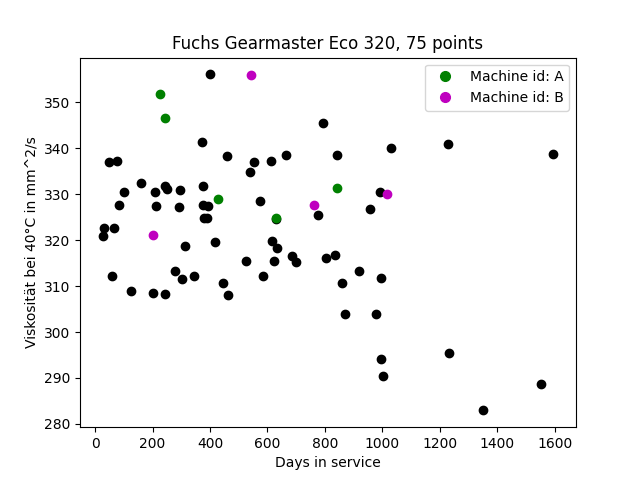 Fuchs Gearmaster Eco 320, 75 points
Machine id: A
Machine id: B
Viskosität bei 40°C in mm^2/s
350
340
330
320
310
300
290
280
0 200 400 600 800 1000 1200 1400 1600
Days in service